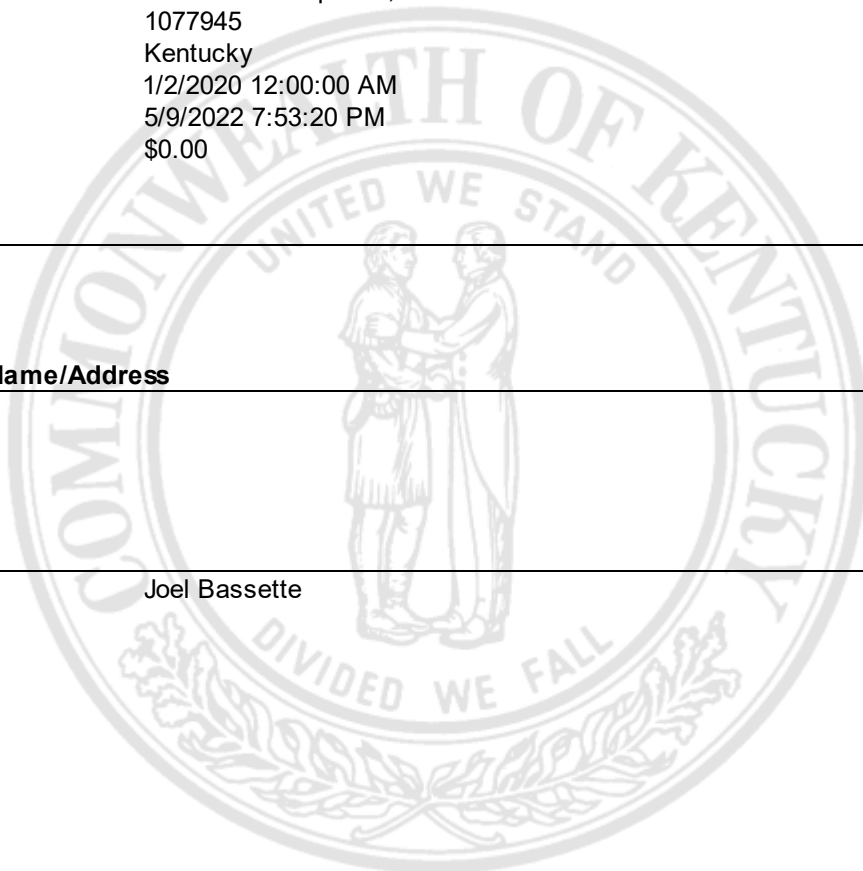 1077945
Kentucky
1/2/2020 12:00:00 AM
5/9/2022 7:53:20 PM
$0.00
COMMONWEALTH OF KENTUCKY
UNITED WE STAND
Name/Address
Joel Bassette
DIVIDED WE FALL